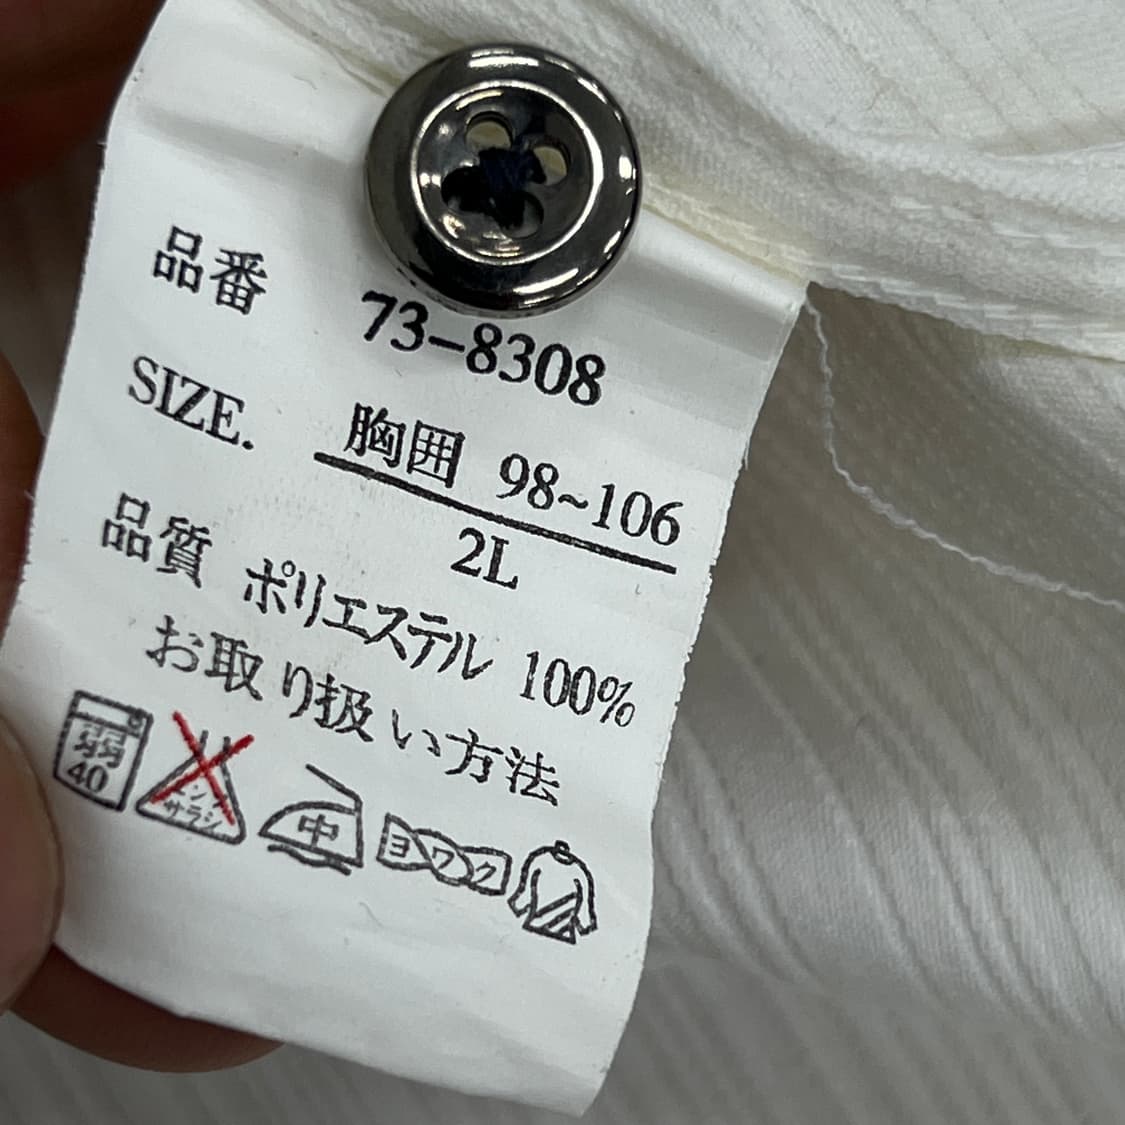 品番 73-8308
SIZE. 胸囲 98~106
2L
品質 ポリエステル 100%
お取り扱い方法
弱 40
エンソ サラシ
中
ヨワク